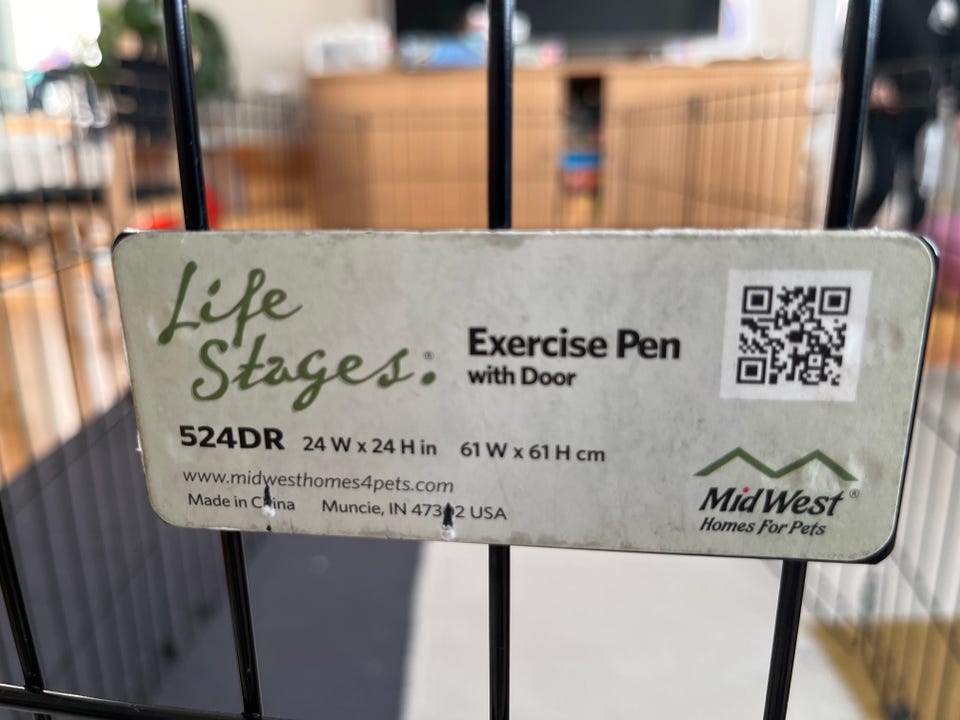 Life
Stages®
Exercise Pen
with Door
524DR 24 W x 24 H in 61 W x 61 H cm
www.midwesthomes4pets.com
Made in China Muncie, IN USA
MidWest®
Homes For Pets